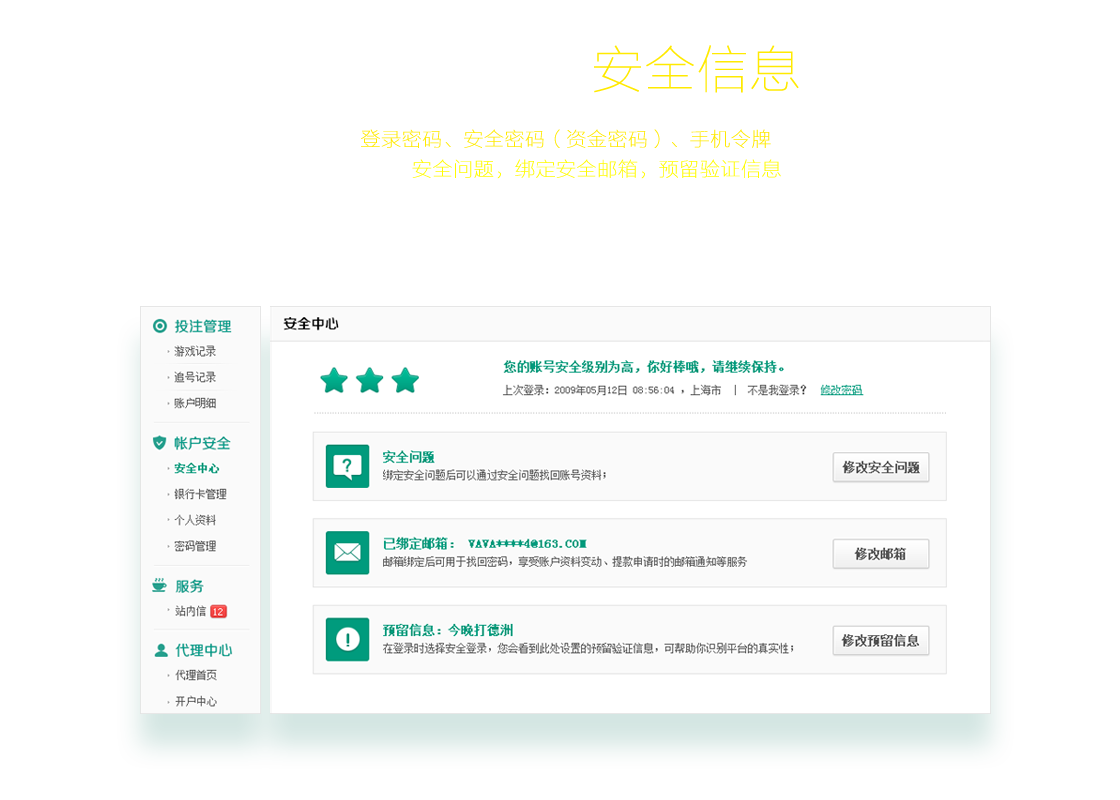 安全信息
登录密码、安全密码（资金密码）、手机令牌
安全问题，绑定安全邮箱，预留验证信息
投注管理
· 游戏记录
· 追号记录
· 账户明细
帐户安全
· 安全中心
· 银行卡管理
· 个人资料
· 密码管理
服务
· 站内信 12
代理中心
· 代理首页
· 开户中心
安全中心
您的账号安全级别为高，你好棒哦，请继续保持。
上次登录：2009年05月12日 08:56:04 ，上海市 | 不是我登录？ 修改密码
安全问题
绑定安全问题后可以通过安全问题找回账号资料；
修改安全问题
已绑定邮箱： VAVA****4@163.COM
邮箱绑定后可用于找回密码，享受账户资料变动、提款申请时的邮箱通知等服务
修改邮箱
预留信息：今晚打德洲
在登录时选择安全登录，您会看到此处设置的预留验证信息，可帮助你识别平台的真实性；
修改预留信息